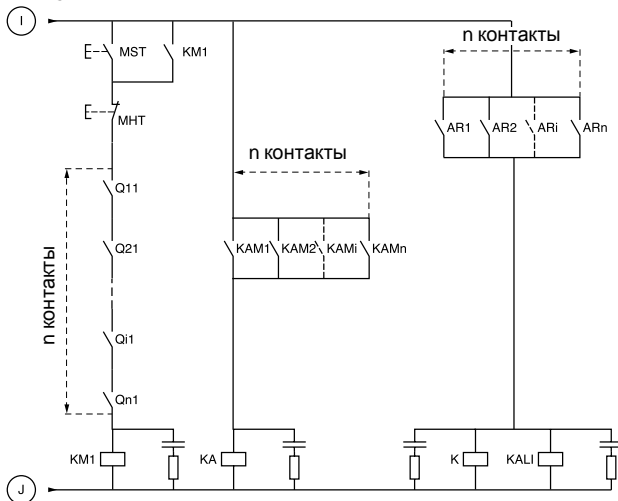 I
MST
KM1
MHT
n контакты
Q11
Q21
Qi1
Qn1
n контакты
KAM1
KAM2
KAMi
KAMn
n контакты
AR1
AR2
ARi
ARn
KM1
KA
K
KALI
J